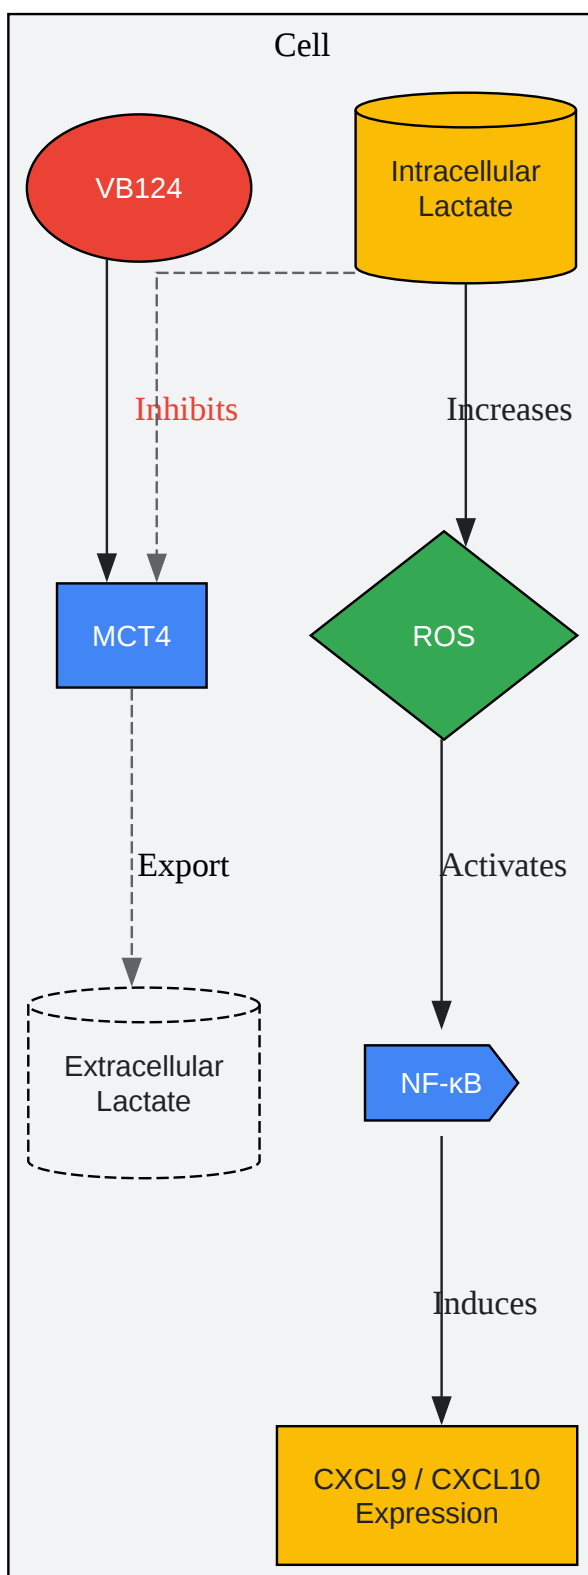 Cell
VB124
Intracellular
Lactate
Inhibits
Increases
MCT4
ROS
Export
Activates
Extracellular
Lactate
NF-κB
Induces
CXCL9 / CXCL10
Expression